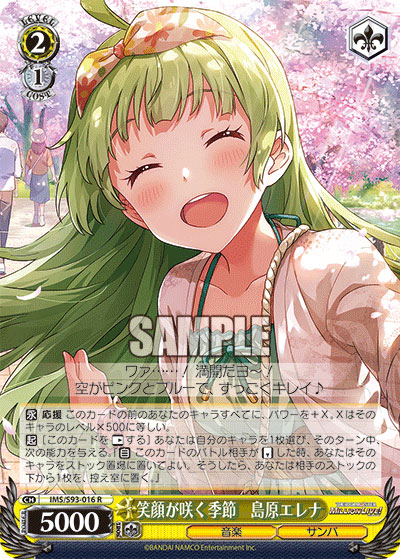 LEVEL
2
1
COST
SAMPLE
ワァ……！ 満開だヨ～！
空がピンクとブルーで、すっごくキレイ♪
永 応援 このカードの前のあなたのキャラすべてに、パワーを＋X。Xはそのキャラのレベル×500に等しい。
起 ［このカードをする］ あなたは自分のキャラを1枚選び、そのターン中、次の能力を与える。『自 このカードのバトル相手がした時、あなたはそのキャラをストック置場に置いてよい。そうしたら、あなたは自分のストックの下から1枚を、控え室に置く。』
CH
IMS/S93-016 R
笑顔が咲く季節 島原エレナ
THE IDOLM@STER
MILLION LIVE!
5000
音楽
サンバ
©BANDAI NAMCO Entertainment Inc.